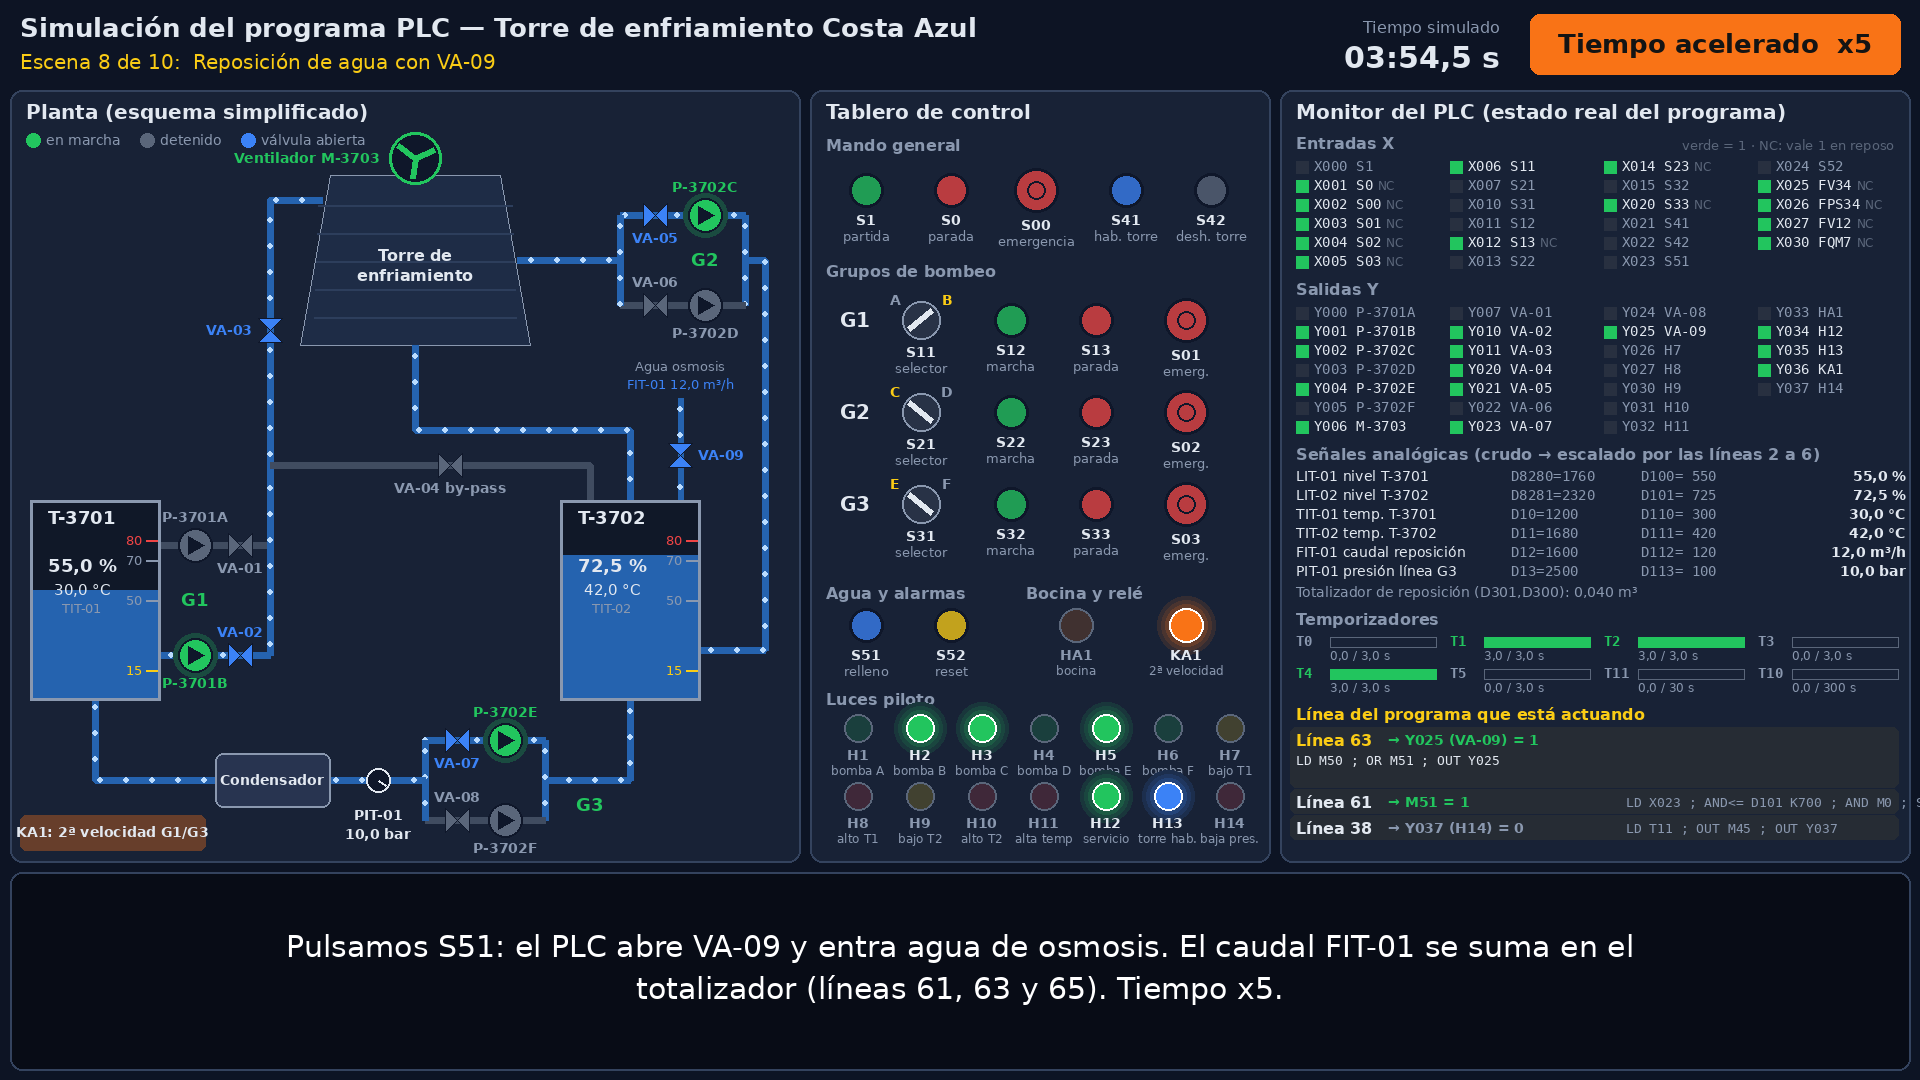 Simulación del programa PLC — Torre de enfriamiento Costa Azul
Escena 8 de 10:  Reposición de agua con VA-09
Tiempo simulado
03:54,5 s
Tiempo acelerado  x5
Planta (esquema simplificado)
en marcha
detenido
válvula abierta
Ventilador M-3703
Torre de
enfriamiento
P-3702C
VA-05
G2
VA-06
P-3702D
VA-03
Agua osmosis
FIT-01 12,0 m³/h
VA-09
VA-04 by-pass
T-3701
80
70
55,0 %
30,0 °C
TIT-01
50
15
P-3701A
VA-01
G1
VA-02
P-3701B
T-3702
80
70
72,5 %
42,0 °C
TIT-02
50
15
P-3702E
VA-07
VA-08
G3
P-3702F
Condensador
PIT-01
10,0 bar
KA1: 2ª velocidad G1/G3
Tablero de control
Mando general
S1
partida
S0
parada
S00
emergencia
S41
hab. torre
S42
desh. torre
Grupos de bombeo
G1
A
B
S11
selector
S12
marcha
S13
parada
S01
emerg.
G2
C
D
S21
selector
S22
marcha
S23
parada
S02
emerg.
G3
E
F
S31
selector
S32
marcha
S33
parada
S03
emerg.
Agua y alarmas
Bocina y relé
S51
relleno
S52
reset
HA1
bocina
KA1
2ª velocidad
Luces piloto
H1
bomba A
H2
bomba B
H3
bomba C
H4
bomba D
H5
bomba E
H6
bomba F
H7
bajo T1
H8
alto T1
H9
bajo T2
H10
alto T2
H11
alta temp
H12
servicio
H13
torre hab.
H14
baja pres.
Monitor del PLC (estado real del programa)
Entradas X
verde = 1 · NC: vale 1 en reposo
X000 S1
X006 S11
X014 S23 NC
X024 S52
X001 S0 NC
X007 S21
X015 S32
X025 FV34 NC
X002 S00 NC
X010 S31
X020 S33 NC
X026 FPS34 NC
X003 S01 NC
X011 S12
X021 S41
X027 FV12 NC
X004 S02 NC
X012 S13 NC
X022 S42
X030 FQM7 NC
X005 S03 NC
X013 S22
X023 S51
Salidas Y
Y000 P-3701A
Y007 VA-01
Y024 VA-08
Y033 HA1
Y001 P-3701B
Y010 VA-02
Y025 VA-09
Y034 H12
Y002 P-3702C
Y011 VA-03
Y026 H7
Y035 H13
Y003 P-3702D
Y020 VA-04
Y027 H8
Y036 KA1
Y004 P-3702E
Y021 VA-05
Y030 H9
Y037 H14
Y005 P-3702F
Y022 VA-06
Y031 H10
Y006 M-3703
Y023 VA-07
Y032 H11
Señales analógicas (crudo → escalado por las líneas 2 a 6)
LIT-01 nivel T-3701 D8280=1760 D100= 550 55,0 %
LIT-02 nivel T-3702 D8281=2320 D101= 725 72,5 %
TIT-01 temp. T-3701 D10=1200 D110= 300 30,0 °C
TIT-02 temp. T-3702 D11=1680 D111= 420 42,0 °C
FIT-01 caudal reposición D12=1600 D112= 120 12,0 m³/h
PIT-01 presión línea G3 D13=2500 D113= 100 10,0 bar
Totalizador de reposición (D301,D300): 0,040 m³
Temporizadores
T0
0,0 / 3,0 s
T1
3,0 / 3,0 s
T2
3,0 / 3,0 s
T3
0,0 / 3,0 s
T4
3,0 / 3,0 s
T5
0,0 / 3,0 s
T11
0,0 / 30 s
T10
0,0 / 300 s
Línea del programa que está actuando
Línea 63 → Y025 (VA-09) = 1
LD M50 ; OR M51 ; OUT Y025
Línea 61 → M51 = 1 LD X023 ; AND<= D101 K700 ; AND M0 ;
Línea 38 → Y037 (H14) = 0 LD T11 ; OUT M45 ; OUT Y037
Pulsamos S51: el PLC abre VA-09 y entra agua de osmosis. El caudal FIT-01 se suma en el
totalizador (líneas 61, 63 y 65). Tiempo x5.